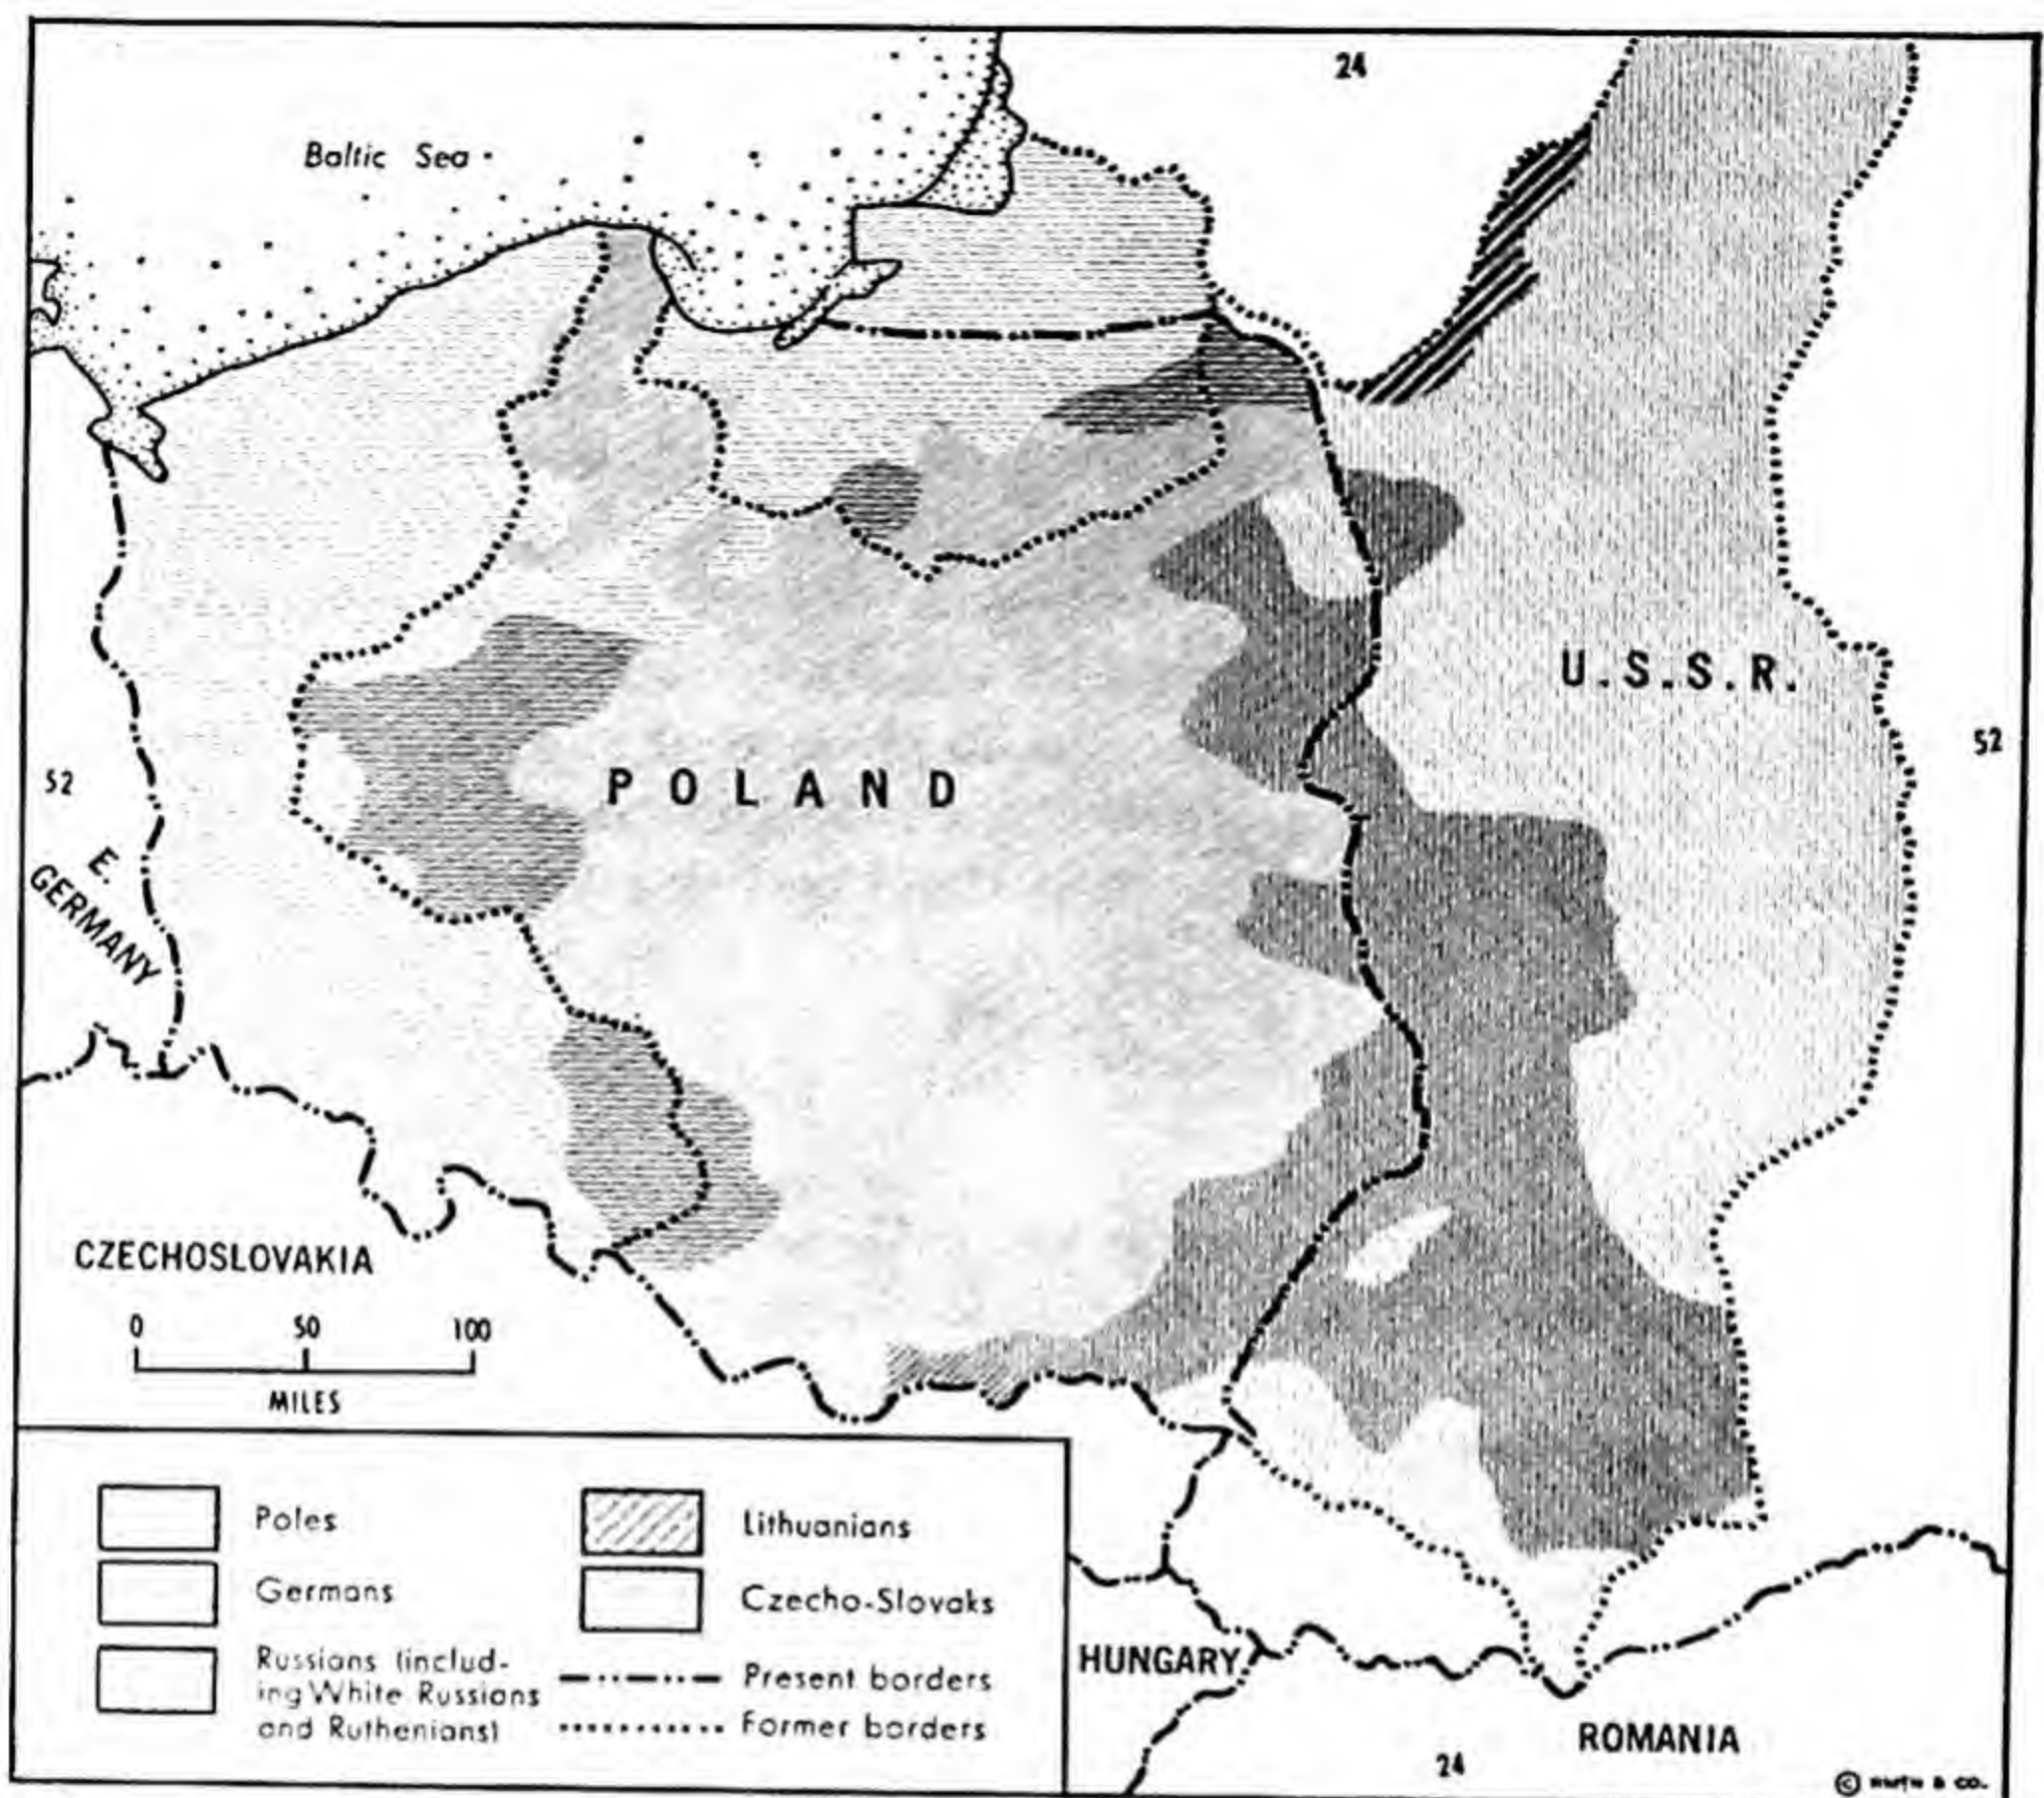 24
Baltic Sea
U.S.S.R.
52
52
POLAND
E.
GERMANY
CZECHOSLOVAKIA
0 50 100
MILES
Poles
Germans
Russians (includ-
ing White Russians
and Ruthenians)
Lithuanians
Czecho-Slovaks
Present borders
Former borders
HUNGARY
ROMANIA
24
© & CO.